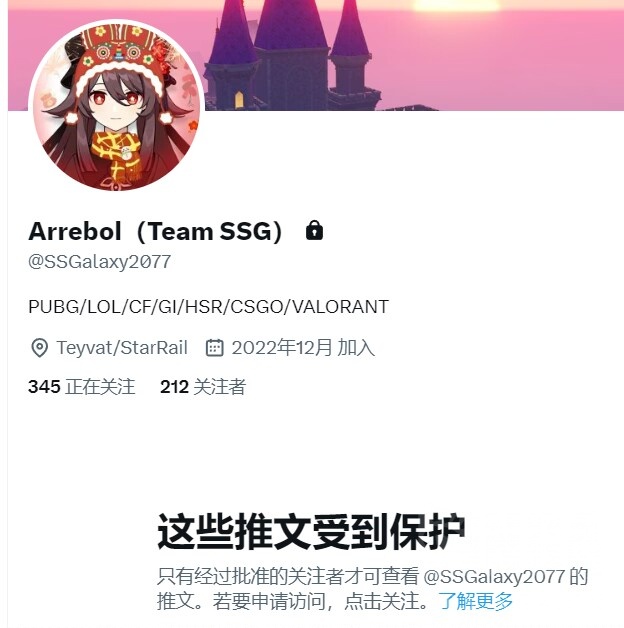 Arrebol（Team SSG）
@SSGalaxy2077
PUBG/LOL/CF/GI/HSR/CSGO/VALORANT
Teyvat/StarRail 2022年12月 加入
345 正在关注 212 关注者
这些推文受到保护
只有经过批准的关注者才可查看 @SSGalaxy2077 的
推文。若要申请访问，点击关注。了解更多